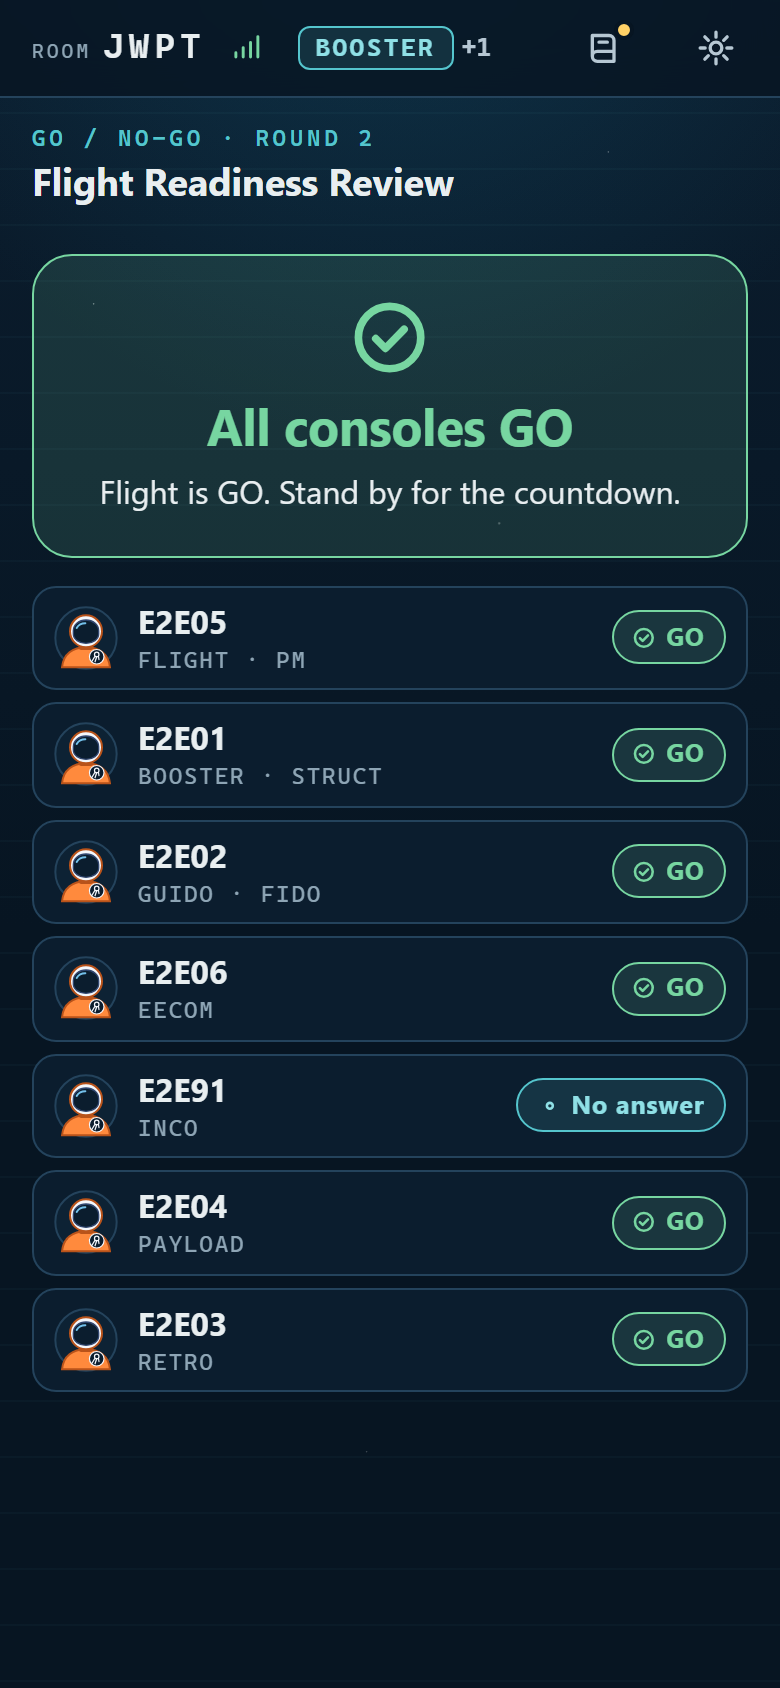 ROOM JWPT BOOSTER +1
GO / NO-GO · ROUND 2
Flight Readiness Review
All consoles GO
Flight is GO. Stand by for the countdown.
E2E05
FLIGHT · PM
GO
E2E01
BOOSTER · STRUCT
GO
E2E02
GUIDO · FIDO
GO
E2E06
EECOM
GO
E2E91
INCO
No answer
E2E04
PAYLOAD
GO
E2E03
RETRO
GO